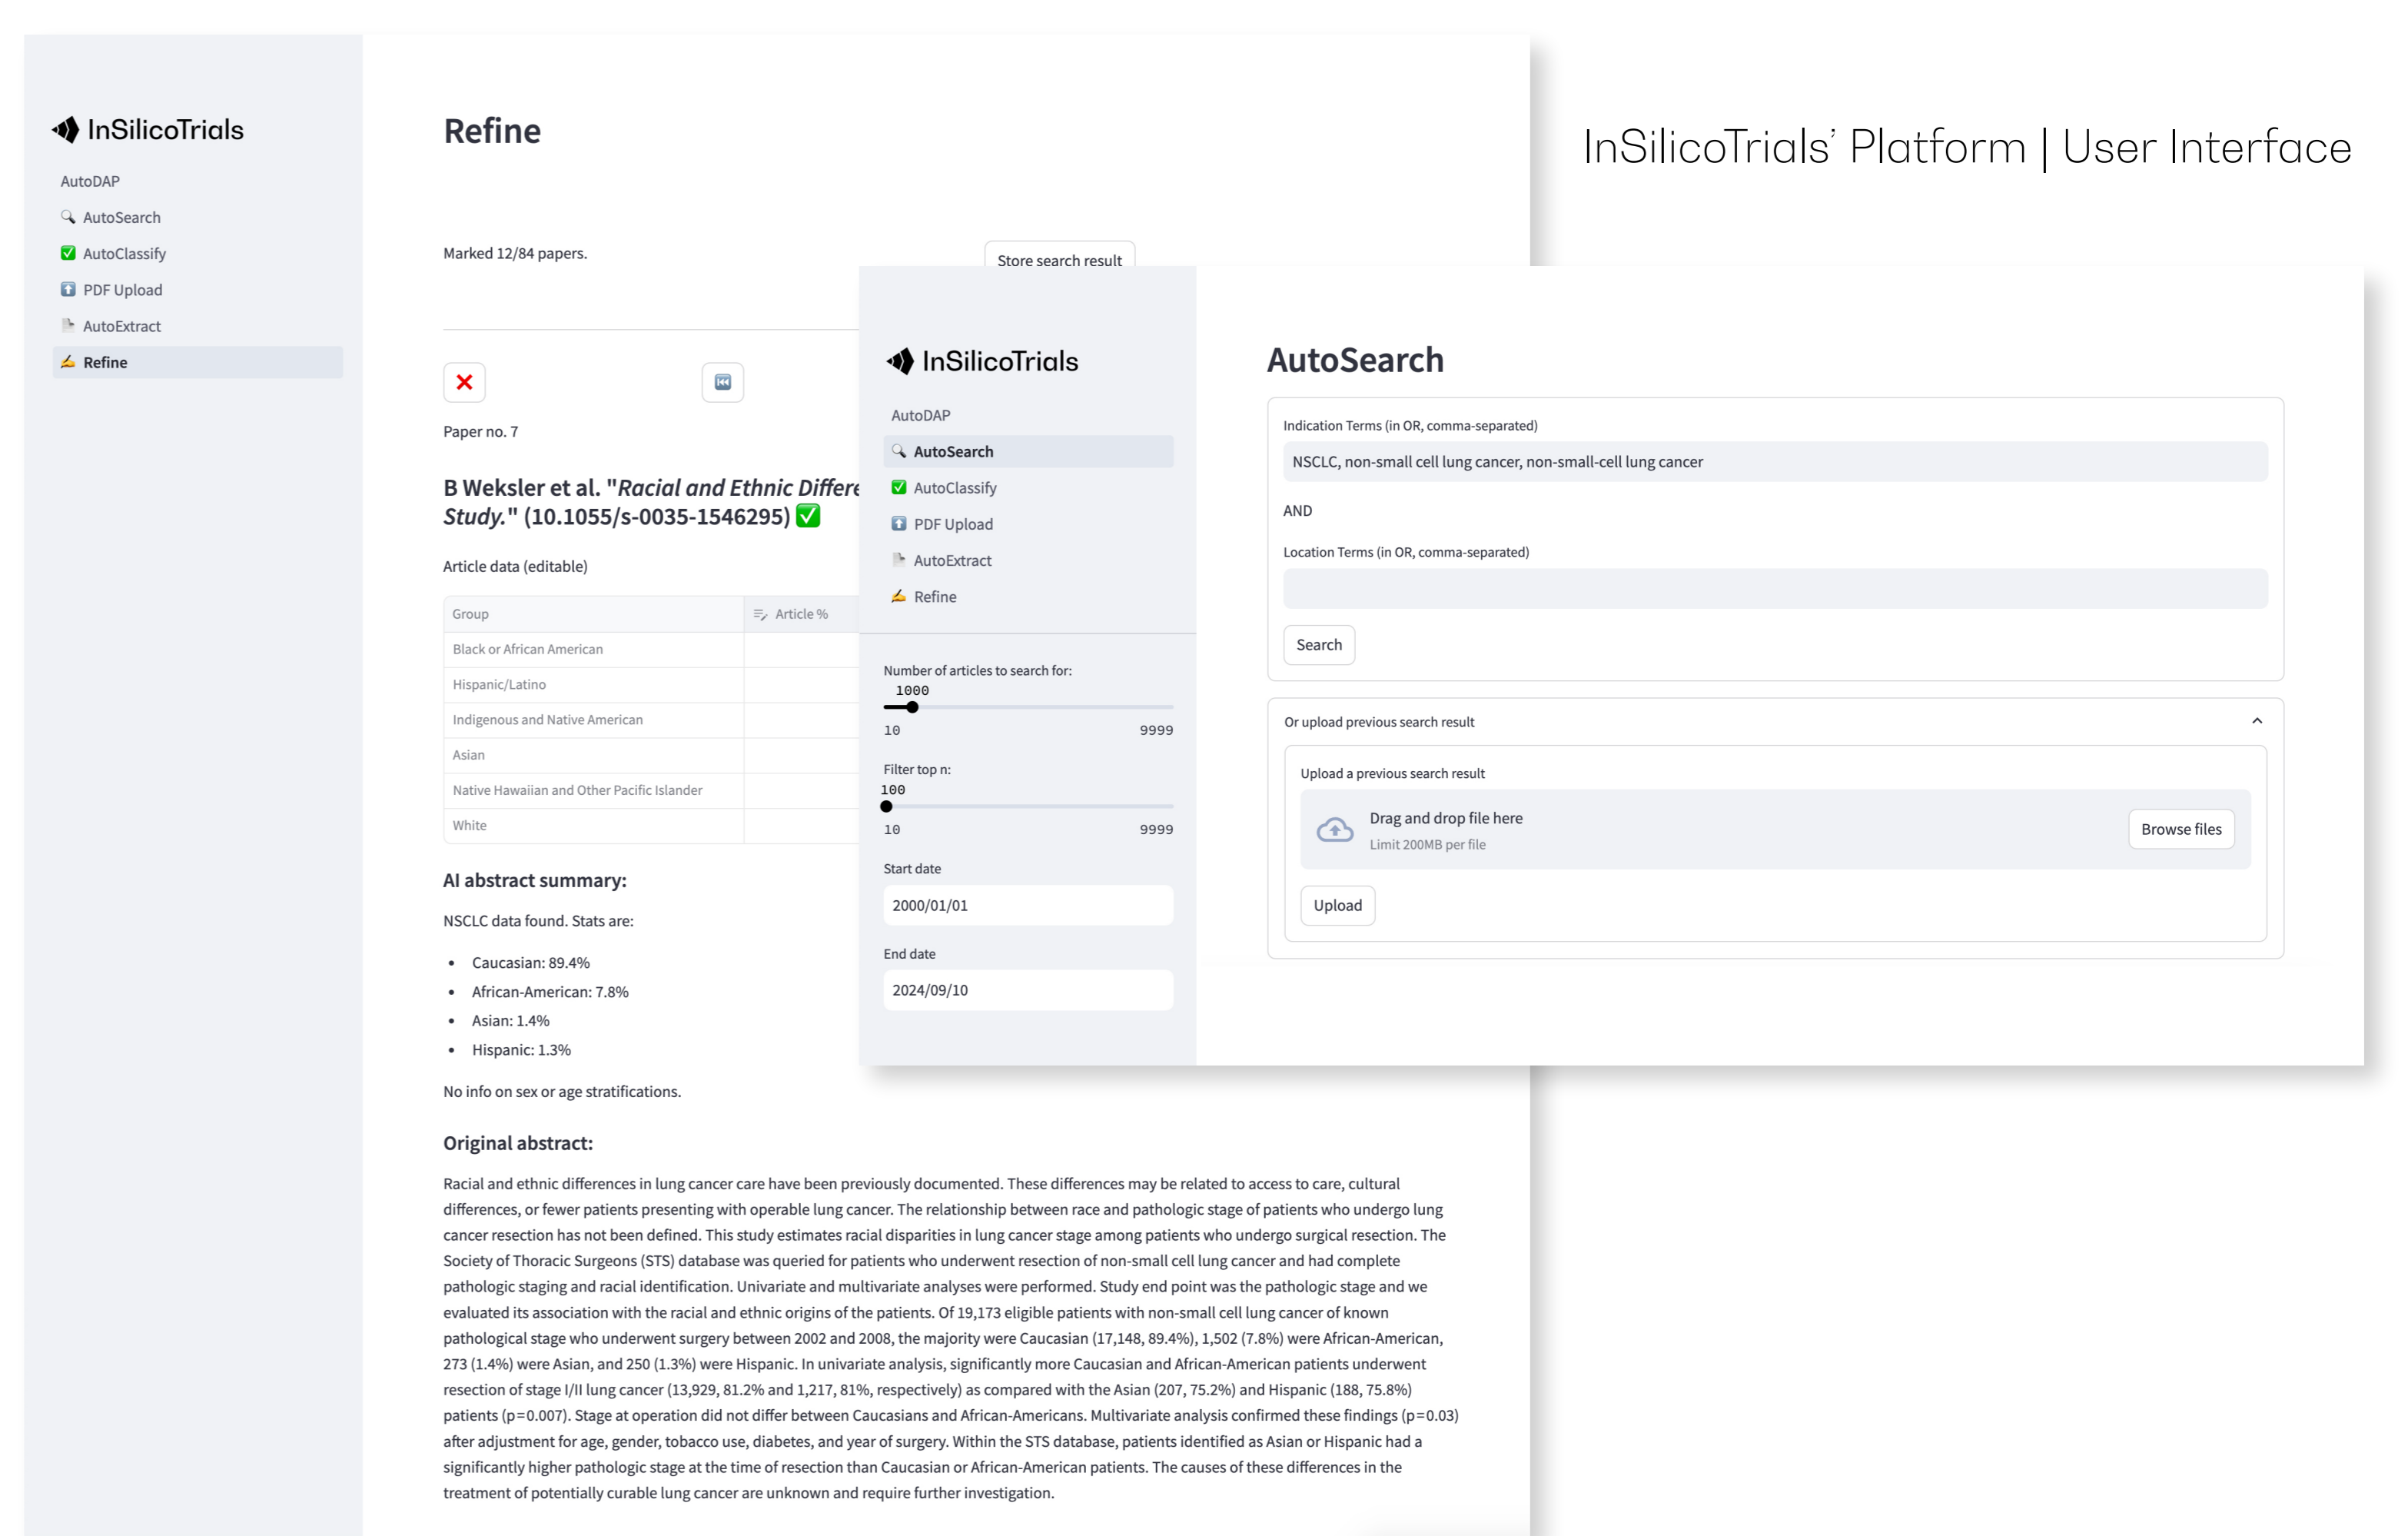 InSilicoTrials
AutoDAP
AutoSearch
AutoClassify
PDF Upload
AutoExtract
Refine
Refine
Marked 12/84 papers.
Store search result
Paper no. 7
B Weksler et al. "Racial and Ethnic
Study." (10.1055/s-0035-1546295)
Article data (editable)
Group
Article %
Black or African American
Hispanic/Latino
Indigenous and Native American
Asian
Native Hawaiian and Other Pacific Islander
White
AI abstract summary:
NSCLC data found. Stats are:
Caucasian: 89.4%
African-American: 7.8%
Asian: 1.4%
Hispanic: 1.3%
No info on sex or age stratifications.
Original abstract:
Racial and ethnic differences in lung cancer care have been previously documented. These differences may be related to access to care, cultural
differences, or fewer patients presenting with operable lung cancer. The relationship between race and pathologic stage of patients who undergo lung
cancer resection has not been defined. This study estimates racial disparities in lung cancer stage among patients who undergo surgical resection. The
Society of Thoracic Surgeons (STS) database was queried for patients who underwent resection of non-small cell lung cancer and had complete
pathologic staging and racial identification. Univariate and multivariate analyses were performed. Study end point was the pathologic stage and we
evaluated its association with the racial and ethnic origins of the patients. Of 19,173 eligible patients with non-small cell lung cancer of known
pathological stage who underwent surgery between 2002 and 2008, the majority were Caucasian (17,148, 89.4%), 1,502 (7.8%) were African-American,
273 (1.4%) were Asian, and 250 (1.3%) were Hispanic. In univariate analysis, significantly more Caucasian and African-American patients underwent
resection of stage I/II lung cancer (13,929, 81.2% and 1,217, 81%, respectively) as compared with the Asian (207, 75.2%) and Hispanic (188, 75.8%)
patients (p=0.007). Stage at operation did not differ between Caucasians and African-Americans. Multivariate analysis confirmed these findings (p=0.03)
after adjustment for age, gender, tobacco use, diabetes, and year of surgery. Within the STS database, patients identified as Asian or Hispanic had a
significantly higher pathologic stage at the time of resection than Caucasian or African-American patients. The causes of these differences in the
treatment of potentially curable lung cancer are unknown and require further investigation.
InSilicoTrials' Platform | User Interface
InSilicoTrials
AutoDAP
AutoSearch
AutoClassify
PDF Upload
AutoExtract
Refine
Number of articles to search for:
1000
10 9999
Filter top n:
100
10 9999
Start date
2000/01/01
End date
2024/09/10
AutoSearch
Indication Terms (in OR, comma-separated)
NSCLC, non-small cell lung cancer, non-small-cell lung cancer
AND
Location Terms (in OR, comma-separated)
Search
Or upload previous search result
Upload a previous search result
Drag and drop file here
Limit 200MB per file
Browse files
Upload